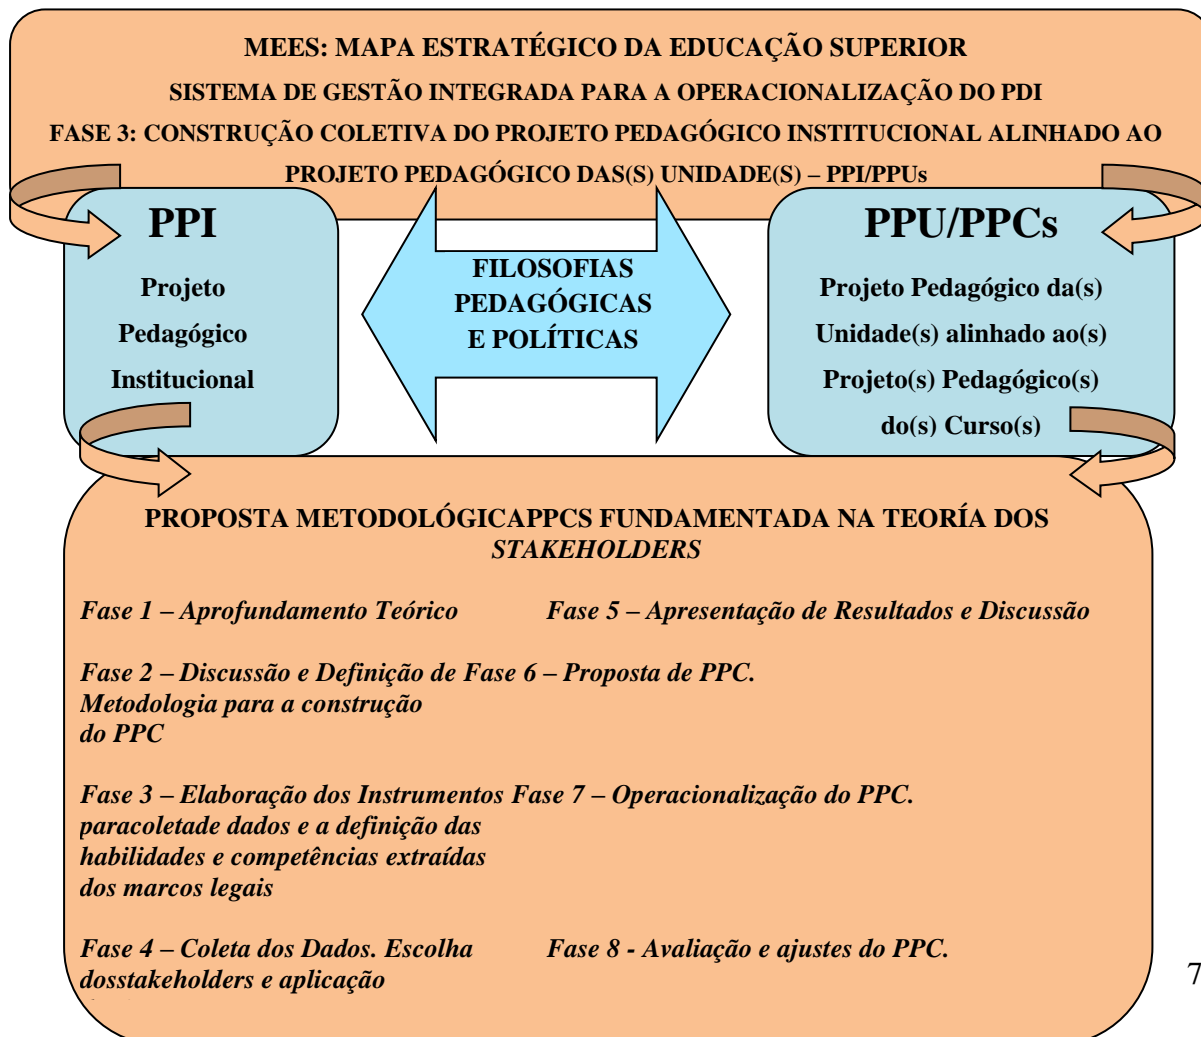 MEES: MAPA ESTRATÉGICO DA EDUCAÇÃO SUPERIOR
SISTEMA DE GESTÃO INTEGRADA PARA A OPERACIONALIZAÇÃO DO PDI
FASE 3: CONSTRUÇÃO COLETIVA DO PROJETO PEDAGÓGICO INSTITUCIONAL ALINHADO AO
PROJETO PEDAGÓGICO DAS(S) UNIDADE(S) – PPI/PPUs
PPI
Projeto
Pedagógico
Institucional
FILOSOFIAS
PEDAGÓGICAS
E POLÍTICAS
PPU/PPCs
Projeto Pedagógico da(s)
Unidade(s) alinhado ao(s)
Projeto(s) Pedagógico(s)
do(s) Curso(s)
PROPOSTA METODOLÓGICAPPCS FUNDAMENTADA NA TEORÍA DOS
STAKEHOLDERS
Fase 1 – Aprofundamento Teórico Fase 5 – Apresentação de Resultados e Discussão
Fase 2 – Discussão e Definição de Fase 6 – Proposta de PPC.
Metodologia para a construção
do PPC
Fase 3 – Elaboração dos Instrumentos Fase 7 – Operacionalização do PPC.
paracoletade dados e a definição das
habilidades e competências extraídas
dos marcos legais
Fase 4 – Coleta dos Dados. Escolha Fase 8 - Avaliação e ajustes do PPC.
dosstakeholders e aplicação
7